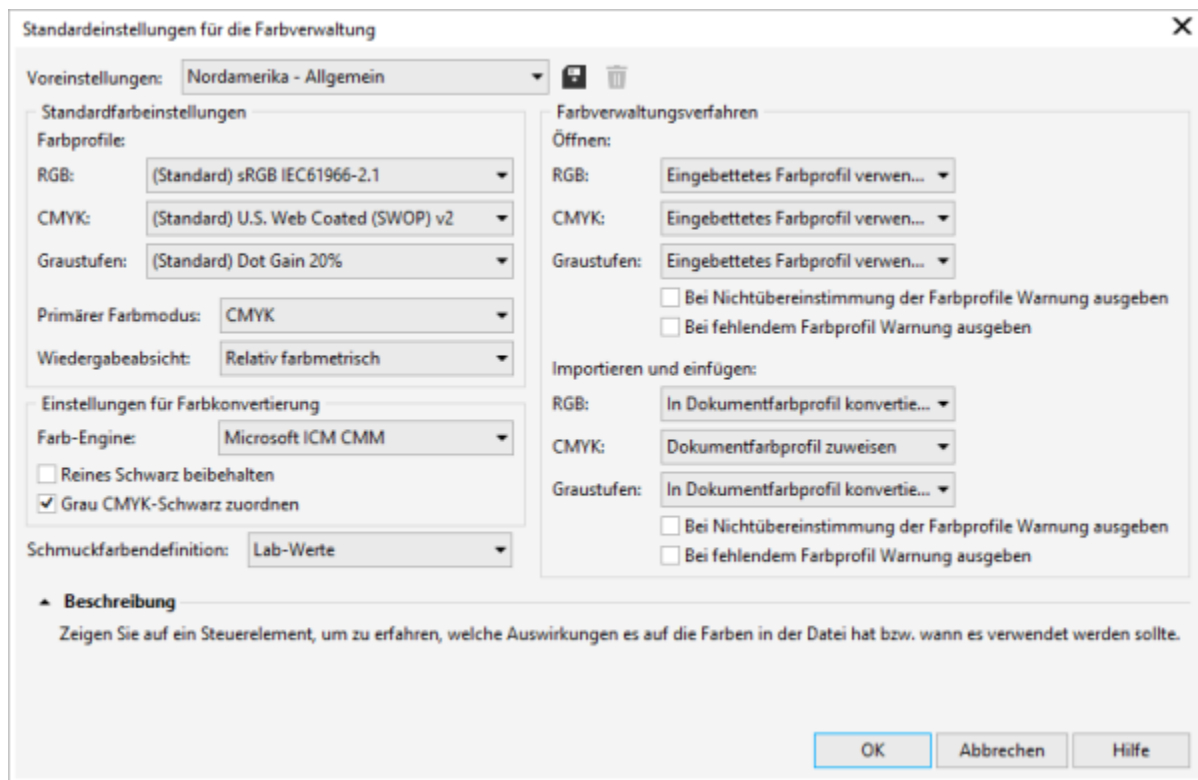 Standardeinstellungen für die Farbverwaltung
Voreinstellungen: Nordamerika - Allgemein
Standardfarbeinstellungen
Farbprofile:
RGB: (Standard) sRGB IEC61966-2.1
CMYK: (Standard) U.S. Web Coated (SWOP) v2
Graustufen: (Standard) Dot Gain 20%
Primärer Farbmodus: CMYK
Wiedergabeabsicht: Relativ farbmetrisch
Einstellungen für Farbkonvertierung
Farb-Engine: Microsoft ICM CMM
Reines Schwarz beibehalten
Grau CMYK-Schwarz zuordnen
Schmuckfarbendefinition: Lab-Werte
Farbverwaltungsverfahren
Öffnen:
RGB: Eingebettetes Farbprofil verwen...
CMYK: Eingebettetes Farbprofil verwen...
Graustufen: Eingebettetes Farbprofil verwen...
Bei Nichtübereinstimmung der Farbprofile Warnung ausgeben
Bei fehlendem Farbprofil Warnung ausgeben
Importieren und einfügen:
RGB: In Dokumentfarbprofil konvertie...
CMYK: Dokumentfarbprofil zuweisen
Graustufen: In Dokumentfarbprofil konvertie...
Bei Nichtübereinstimmung der Farbprofile Warnung ausgeben
Bei fehlendem Farbprofil Warnung ausgeben
Beschreibung
Zeigen Sie auf ein Steuerelement, um zu erfahren, welche Auswirkungen es auf die Farben in der Datei hat bzw. wann es verwendet werden sollte.
OK Abbrechen Hilfe